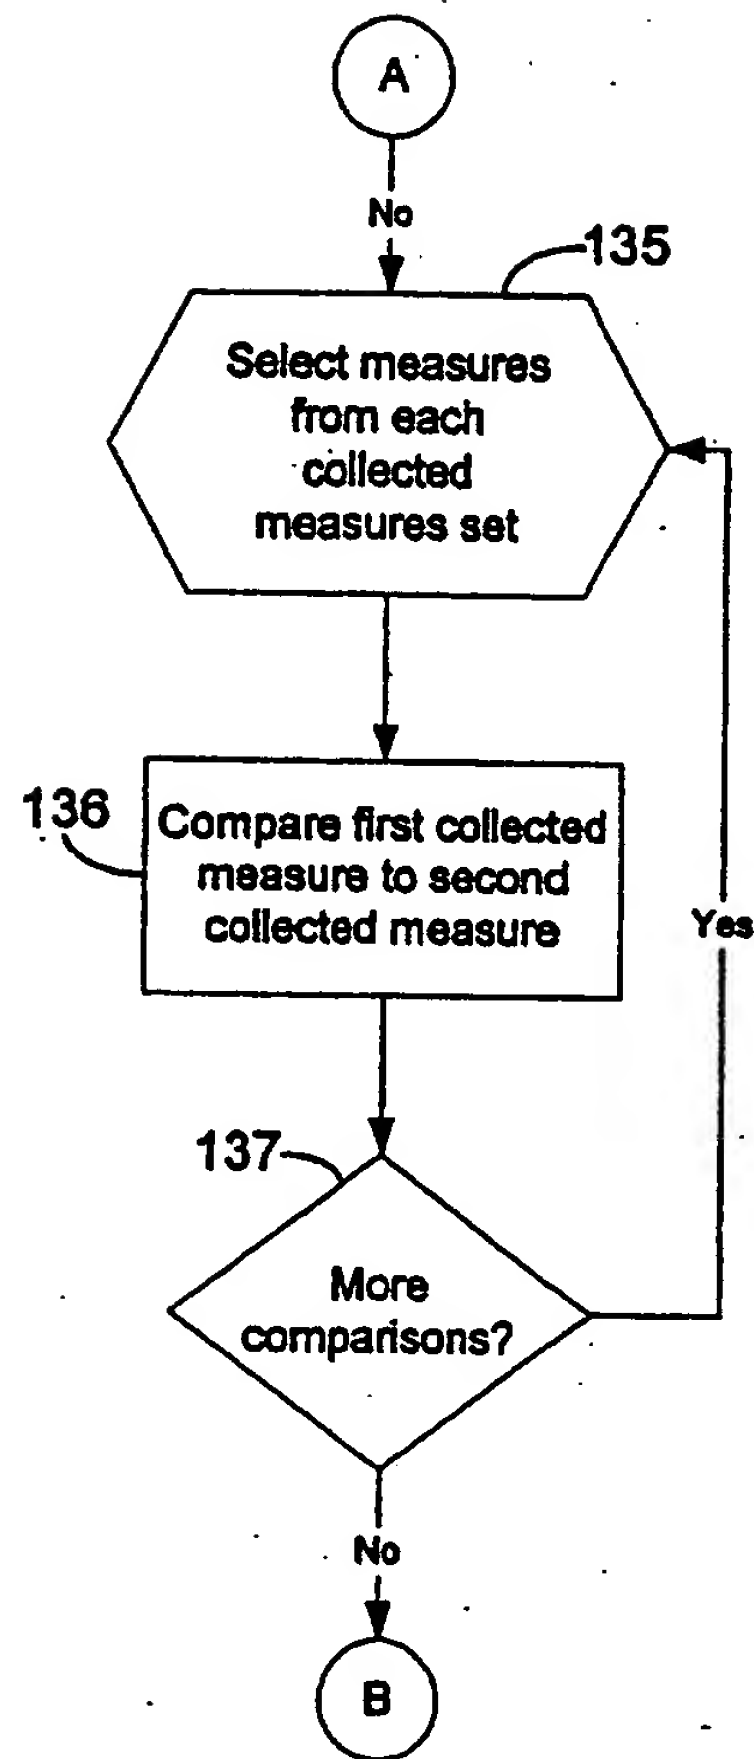 A
No
135
Select measures
from each
collected
measures set
136
Compare first collected
measure to second
collected measure
Yes
137
More
comparisons?
No
B